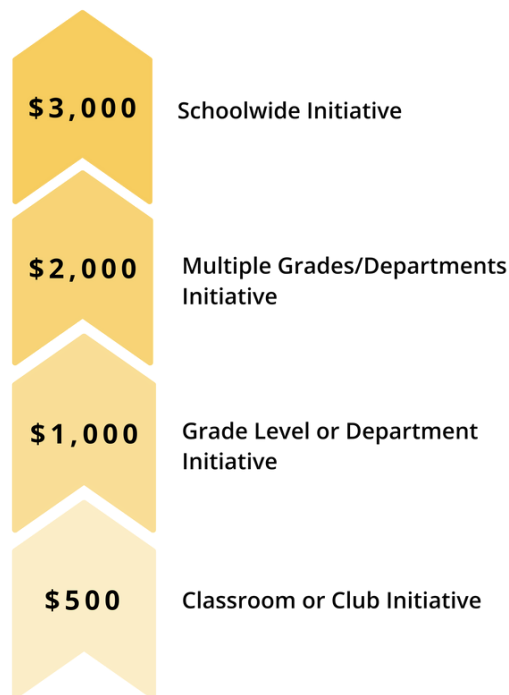 $3,000
Schoolwide Initiative
$2,000
Multiple Grades/Departments
Initiative
$1,000
Grade Level or Department
Initiative
$500
Classroom or Club Initiative